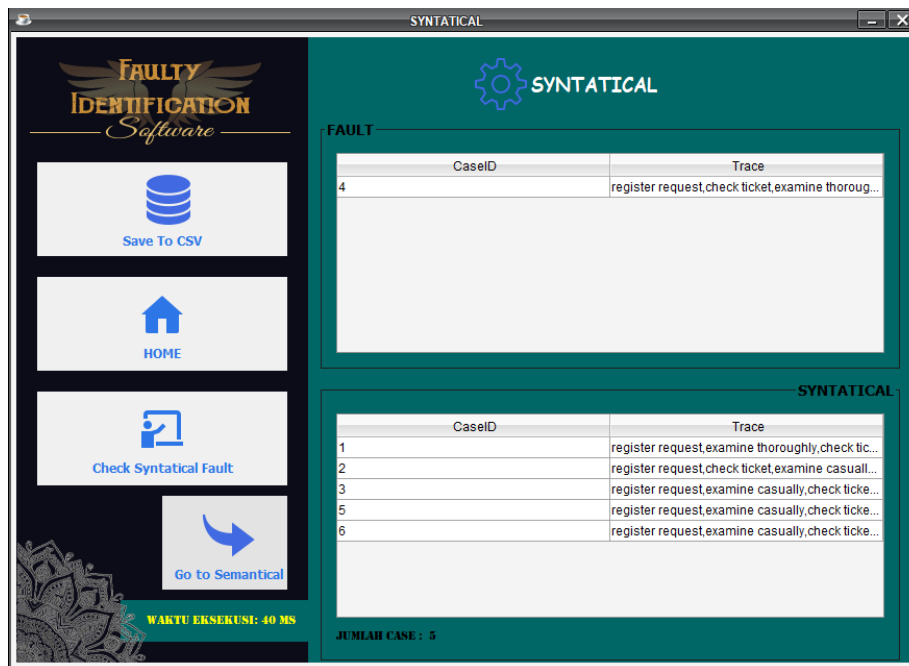 SYNTATICAL
FAULTY
IDENTIFICATION
Software
Save To CSV
HOME
Check Syntatical Fault
Go to Semantical
WAKTU EKSEKUSI: 40 MS
SYNTATICAL
FAULT
CaseID Trace
4 register request,check ticket,examine thoroug...
SYNTATICAL
CaseID Trace
1 register request,examine thoroughly,check tic...
2 register request,check ticket,examine casuall...
3 register request,examine casually,check ticke...
5 register request,examine casually,check ticke...
6 register request,examine casually,check ticke...
JUMLAH CASE : 5